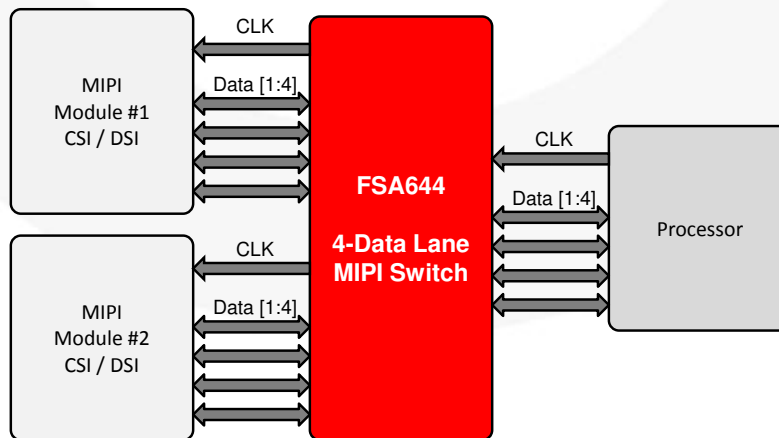 CLK
MIPI
Module #1
CSI / DSI
Data [1:4]
FSA644
4-Data Lane
MIPI Switch
CLK
Data [1:4]
Processor
CLK
MIPI
Module #2
CSI / DSI
Data [1:4]